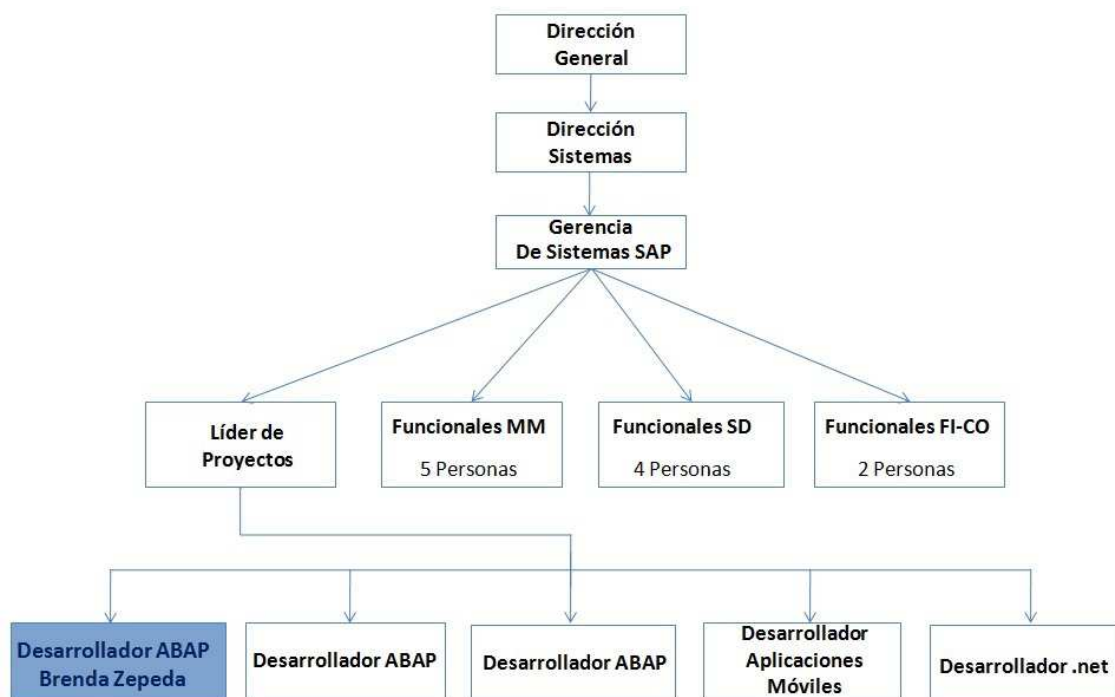 Dirección
General
Dirección
Sistemas
Gerencia
De Sistemas SAP
Líder de
Proyectos
Funcionales MM
5 Personas
Funcionales SD
4 Personas
Funcionales FI-CO
2 Personas
Desarrollador ABAP
Brenda Zepeda
Desarrollador ABAP
Desarrollador ABAP
Desarrollador
Aplicaciones
Móviles
Desarrollador .net